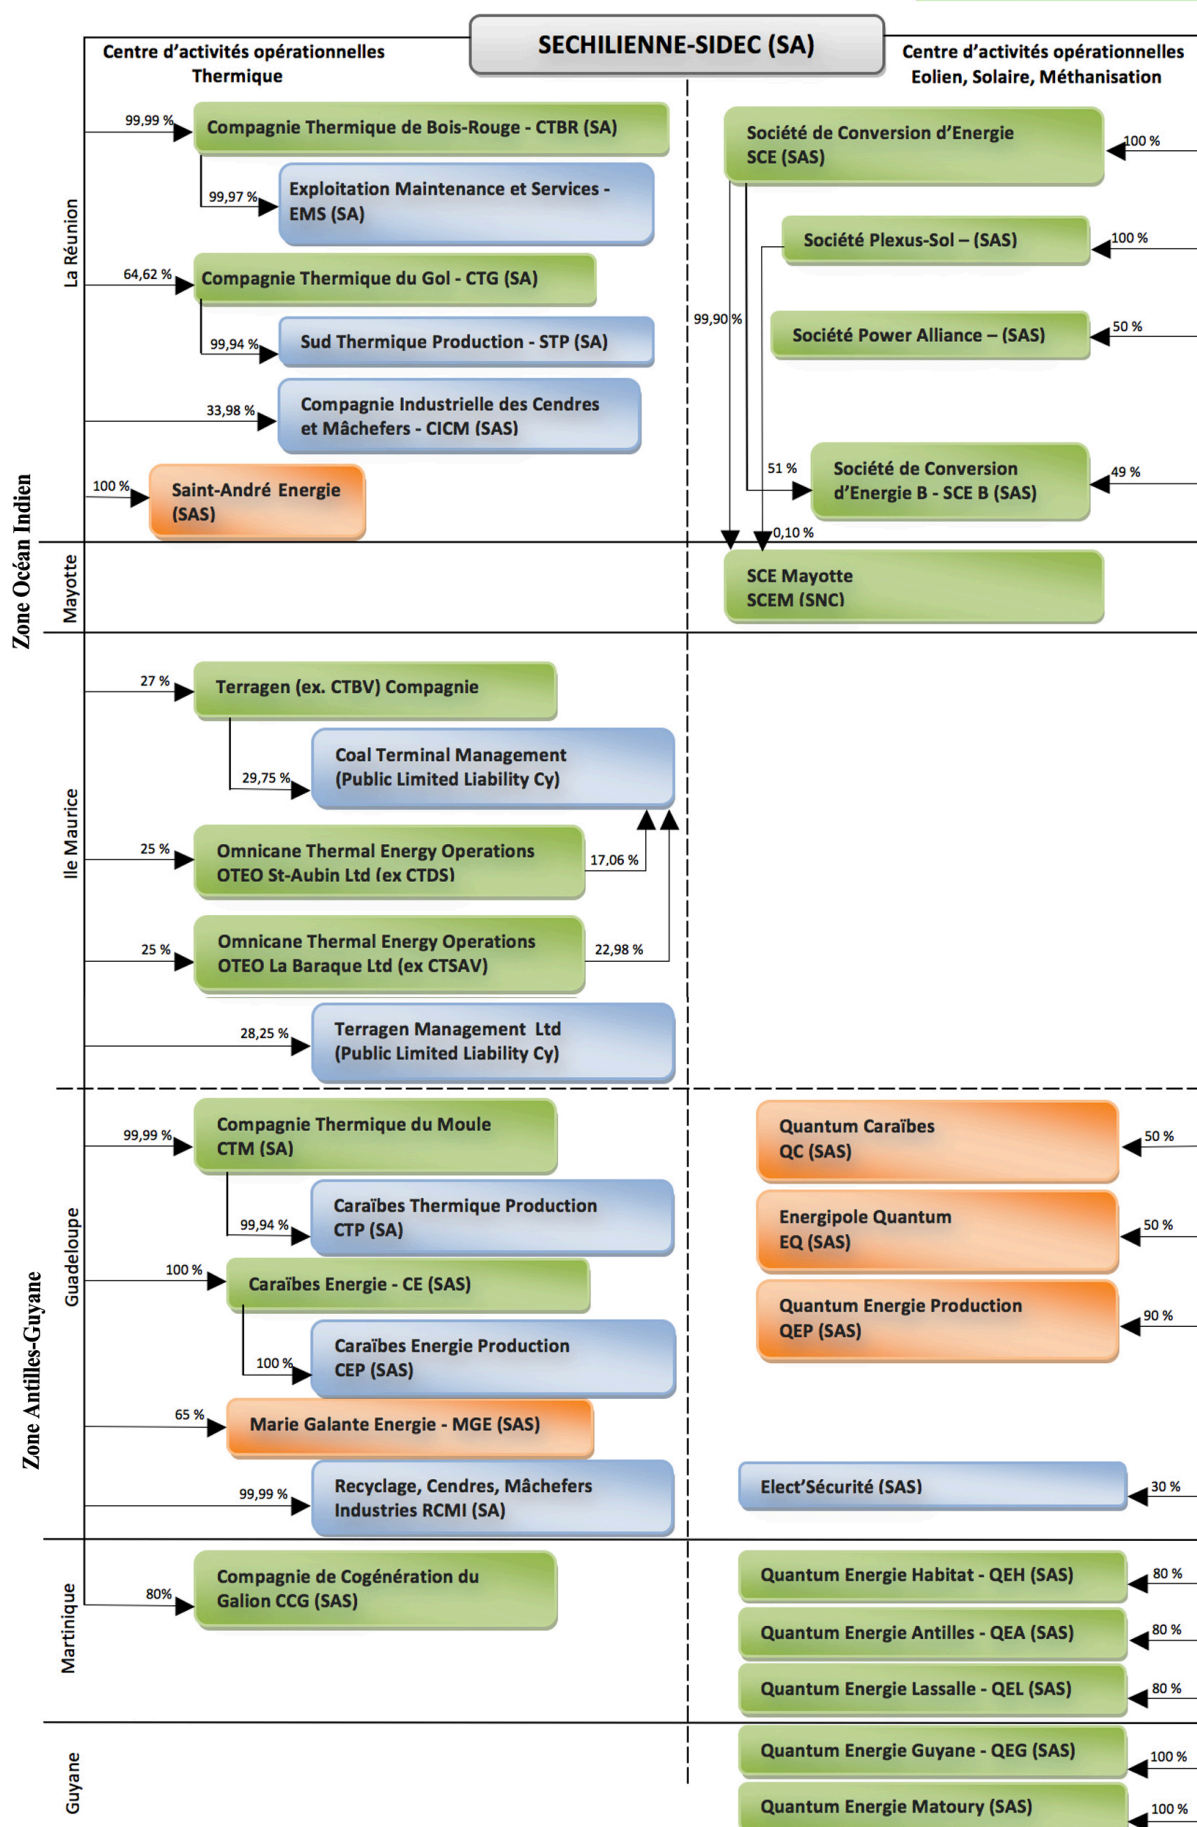 SECHILIENNE-SIDEC (SA)
Centre d’activités opérationnelles
Thermique
Centre d’activités opérationnelles
Eolien, Solaire, Méthanisation
Zone Océan Indien
La Réunion
99,99 %
Compagnie Thermique de Bois-Rouge - CTBR (SA)
99,97 %
Exploitation Maintenance et Services -
EMS (SA)
64,62 %
Compagnie Thermique du Gol - CTG (SA)
99,94 %
Sud Thermique Production - STP (SA)
33,98 %
Compagnie Industrielle des Cendres
et Mâchefers - CICM (SAS)
100 %
Saint-André Energie
(SAS)
Société de Conversion d’Energie
SCE (SAS)
100 %
Société Plexus-Sol – (SAS)
100 %
99,90 %
Société Power Alliance – (SAS)
50 %
51 %
Société de Conversion
d’Energie B - SCE B (SAS)
49 %
0,10 %
Mayotte
SCE Mayotte
SCEM (SNC)
Ile Maurice
27 %
Terragen (ex. CTBV) Compagnie
29,75 %
Coal Terminal Management
(Public Limited Liability Cy)
25 %
Omnicane Thermal Energy Operations
OTEO St-Aubin Ltd (ex CTDS)
17,06 %
25 %
Omnicane Thermal Energy Operations
OTEO La Baraque Ltd (ex CTSAV)
22,98 %
28,25 %
Terragen Management Ltd
(Public Limited Liability Cy)
Zone Antilles-Guyane
Guadeloupe
99,99 %
Compagnie Thermique du Moule
CTM (SA)
99,94 %
Caraïbes Thermique Production
CTP (SA)
100 %
Caraïbes Energie - CE (SAS)
100 %
Caraïbes Energie Production
CEP (SAS)
65 %
Marie Galante Energie - MGE (SAS)
99,99 %
Recyclage, Cendres, Mâchefers
Industries RCMI (SA)
Quantum Caraïbes
QC (SAS)
50 %
Energipole Quantum
EQ (SAS)
50 %
Quantum Energie Production
QEP (SAS)
90 %
Elect’Sécurité (SAS)
30 %
Martinique
80%
Compagnie de Cogénération du
Galion CCG (SAS)
Quantum Energie Habitat - QEH (SAS)
80 %
Quantum Energie Antilles - QEA (SAS)
80 %
Quantum Energie Lassalle - QEL (SAS)
80 %
Guyane
Quantum Energie Guyane - QEG (SAS)
100 %
Quantum Energie Matoury (SAS)
100 %